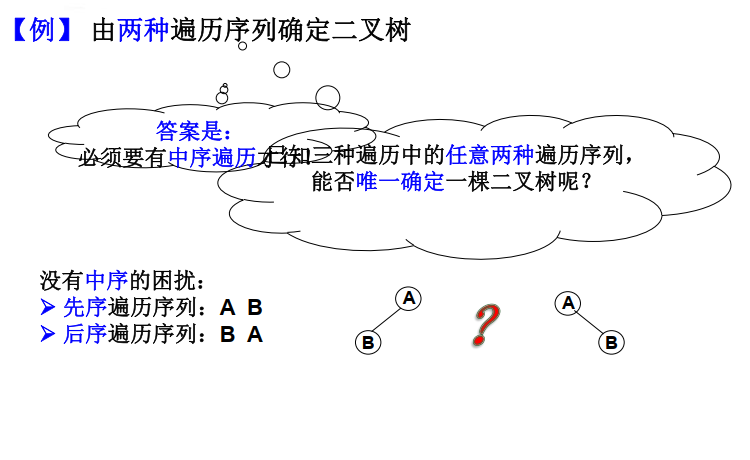 【例】 由两种遍历序列确定二叉树
答案是：
必须要有中序遍历才行
已知三种遍历中的任意两种遍历序列，
能否唯一确定一棵二叉树呢？
没有中序的困扰：
先序遍历序列：A B
后序遍历序列：B A
A
B
?
A
B